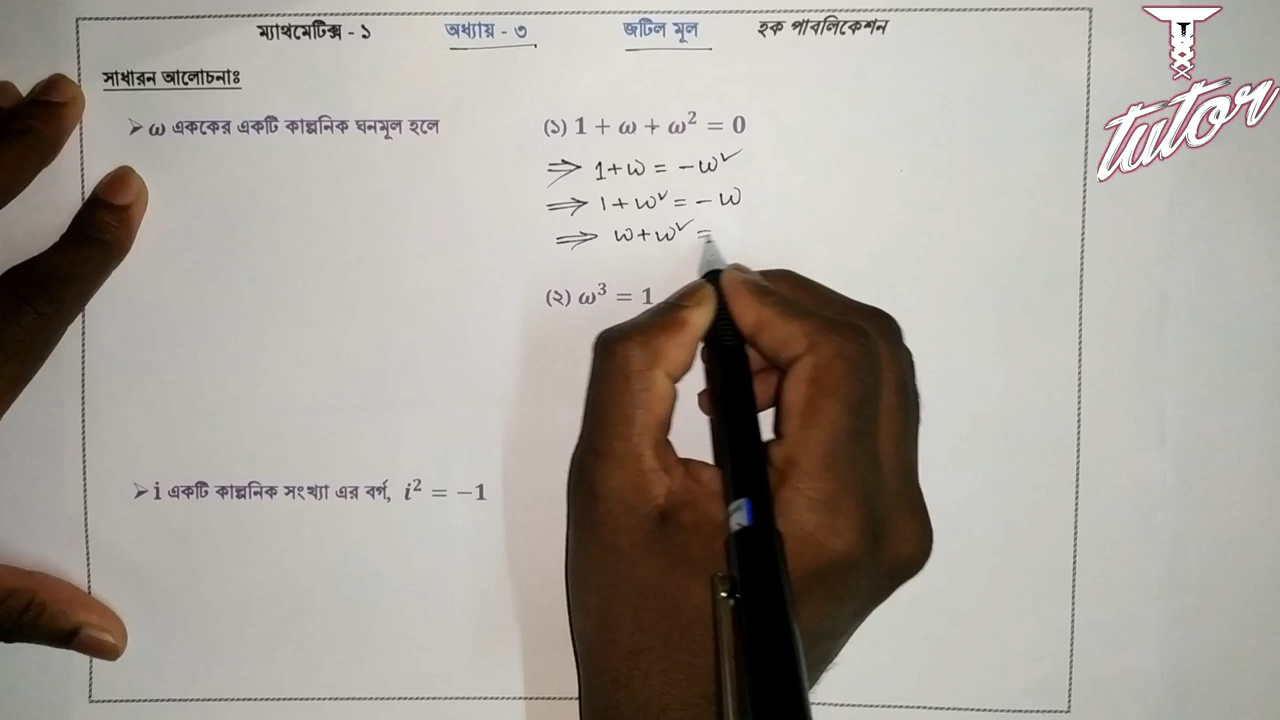 ম্যাথমেটিক্স - ১ অধ্যায় - ৩ জটিল মূল হক পাবলিকেশন
সাধারন আলোচনাঃ
➢ ω এককের একটি কাল্পনিক ঘনমূল হলে (১) 1 + ω + ω² = 0
⇒ 1 + ω = - ω²
⇒ 1 + ω² = - ω
⇒ ω + ω² =
(২) ω³ = 1
➢ i একটি কাল্পনিক সংখ্যা এর বর্গ, i² = −1
T
tutor